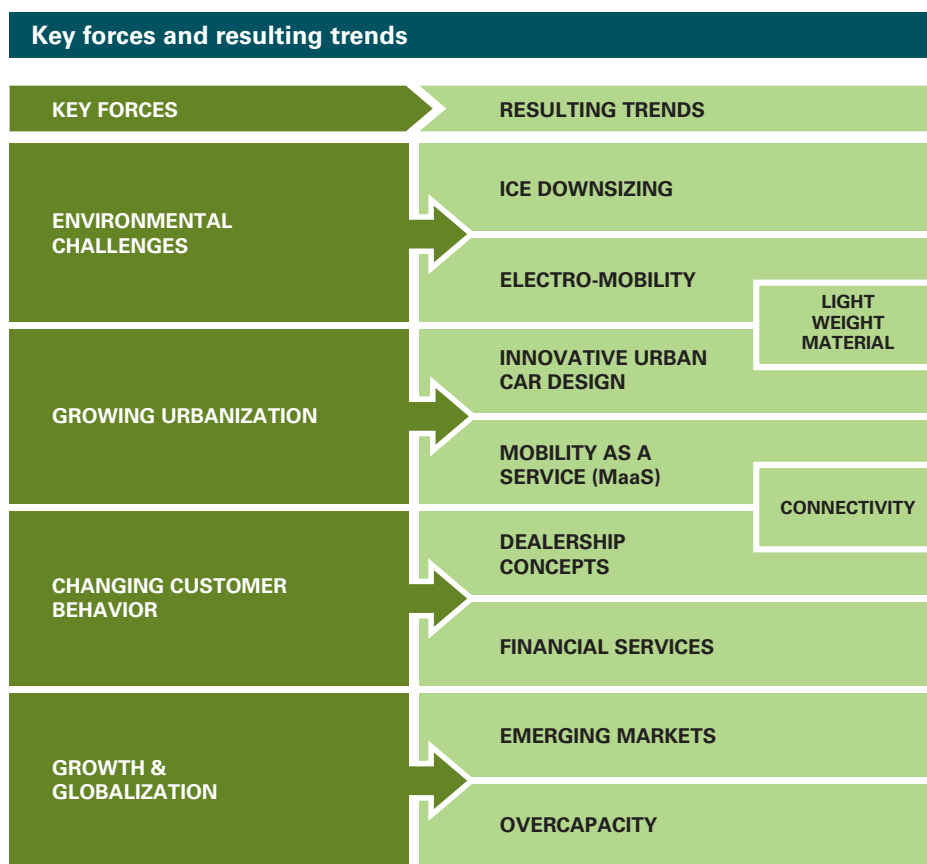 Key forces and resulting trends
KEY FORCES
RESULTING TRENDS
ENVIRONMENTAL
CHALLENGES
ICE DOWNSIZING
ELECTRO-MOBILITY
LIGHT
WEIGHT
MATERIAL
GROWING URBANIZATION
INNOVATIVE URBAN
CAR DESIGN
MOBILITY AS A
SERVICE (MaaS)
CONNECTIVITY
CHANGING CUSTOMER
BEHAVIOR
DEALERSHIP
CONCEPTS
FINANCIAL SERVICES
GROWTH &
GLOBALIZATION
EMERGING MARKETS
OVERCAPACITY